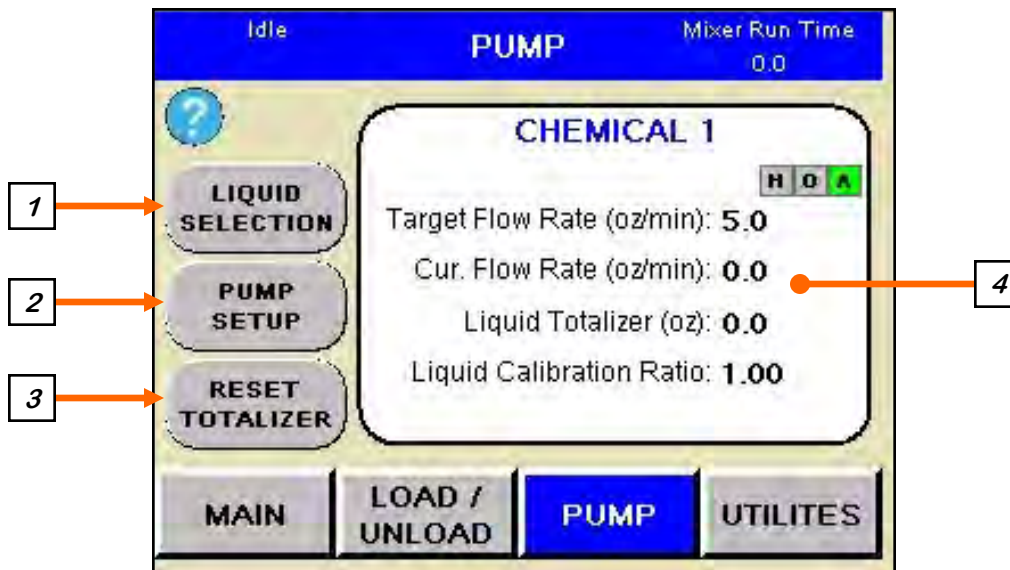 Idle
PUMP
Mixer Run Time
0.0
?
CHEMICAL 1
H O A
1
LIQUID
SELECTION
Target Flow Rate (oz/min): 5.0
Cur. Flow Rate (oz/min): 0.0
2
PUMP
SETUP
4
Liquid Totalizer (oz): 0.0
Liquid Calibration Ratio: 1.00
3
RESET
TOTALIZER
MAIN
LOAD /
UNLOAD
PUMP
UTILITES